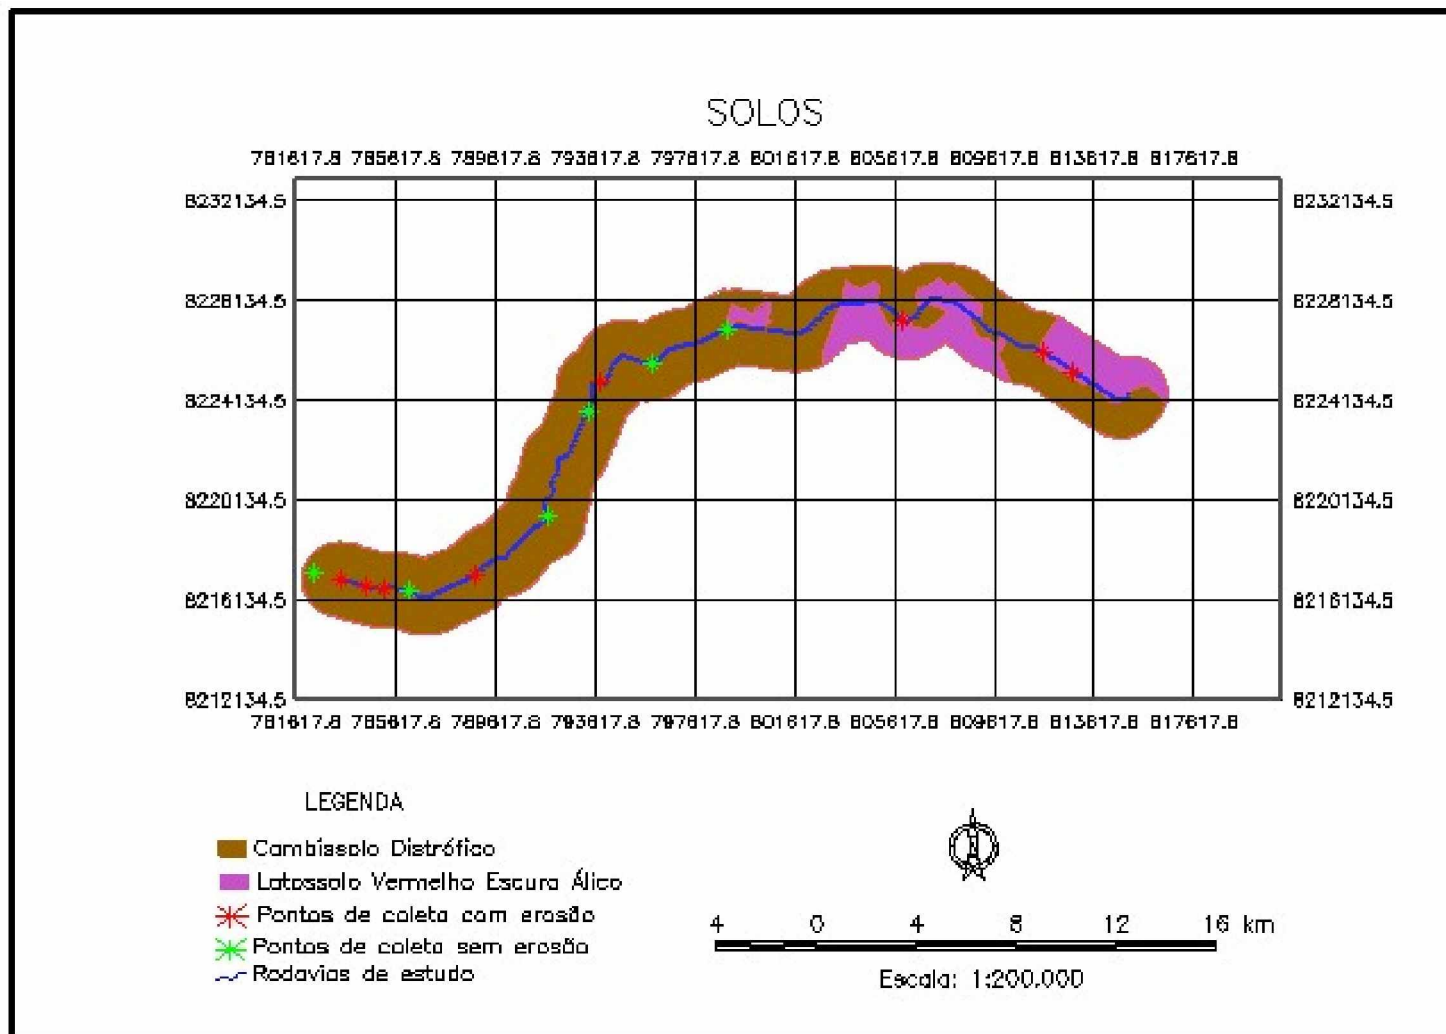 SOLOS
781617.8 785617.8 789617.8 793617.8 797617.8 801617.8 805617.8 809617.8 813617.8 817617.8
8232134.5 8232134.5
8228134.5 8228134.5
8224134.5 8224134.5
8220134.5 8220134.5
8216134.5 8216134.5
8212134.5 8212134.5
781617.8 785617.8 789617.8 793617.8 797617.8 801617.8 805617.8 809617.8 813617.8 817617.8
LEGENDA
Cambissolo Distrófico
Latossolo Vermelho Escura Álico
Pontos de coleta com erosão
Pontos de coleta sem erosão
Rodovias de estudo
N
4 0 4 8 12 16 km
Escala: 1:200.000